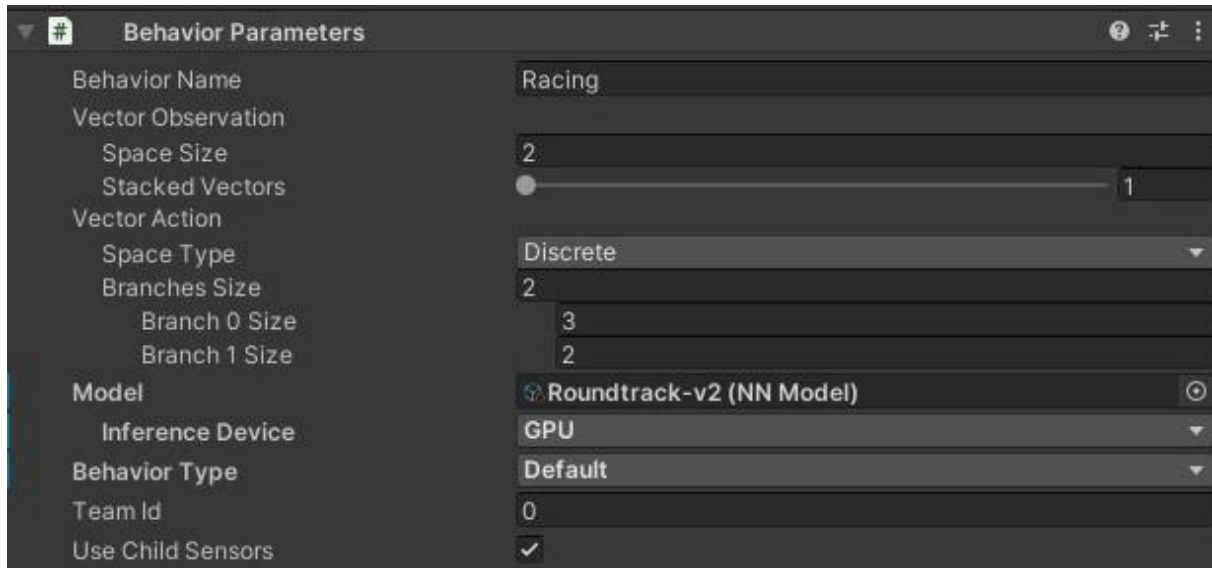 # Behavior Parameters
Behavior Name Racing
Vector Observation
Space Size 2
Stacked Vectors 1
Vector Action
Space Type Discrete
Branches Size 2
Branch 0 Size 3
Branch 1 Size 2
Model Roundtrack-v2 (NN Model)
Inference Device GPU
Behavior Type Default
Team Id 0
Use Child Sensors